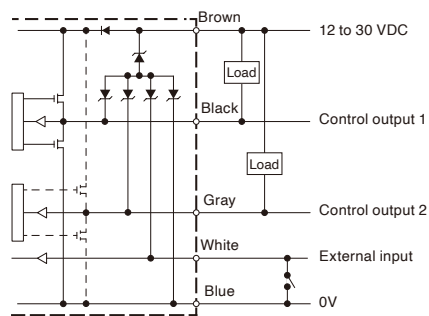 Brown
12 to 30 VDC
Load
Black
Control output 1
Load
Gray
Control output 2
White
External input
Blue
0V